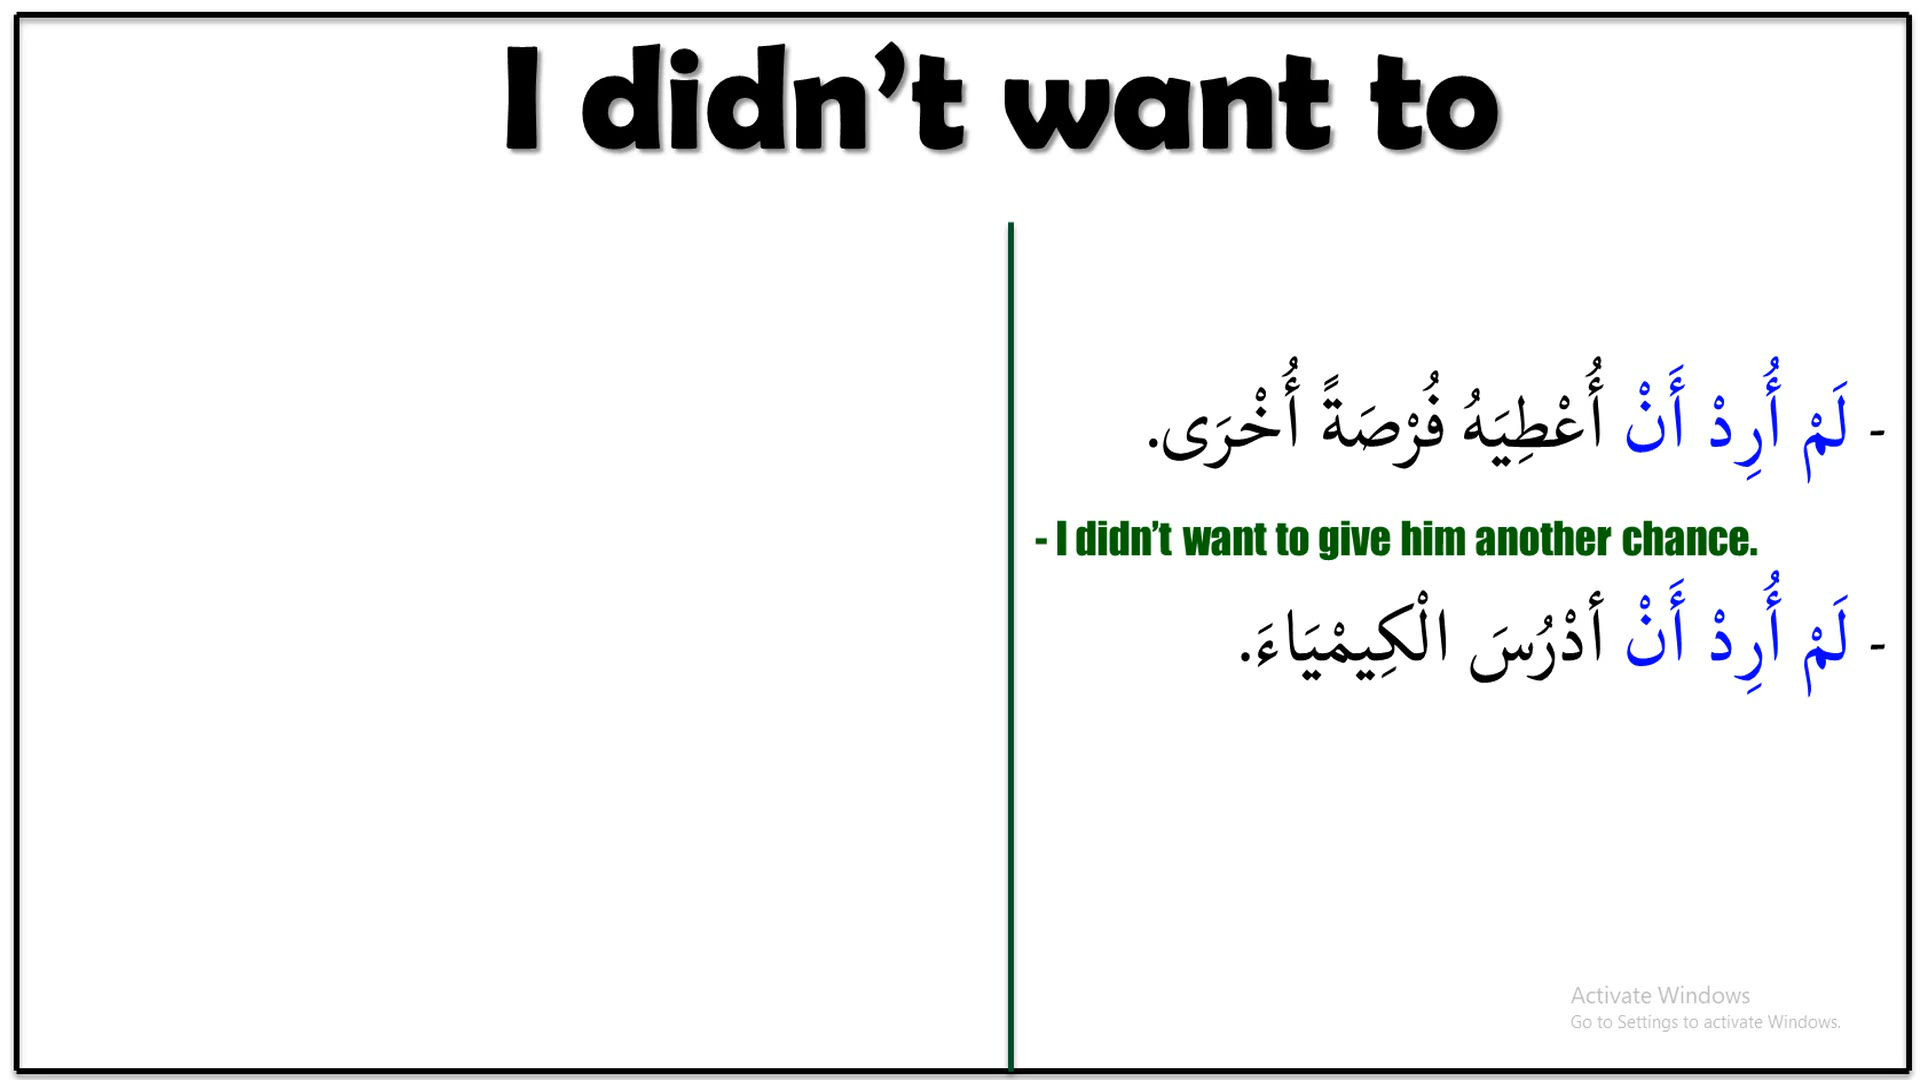 I didn’t want to
- لَمْ أُرِدْ أَنْ أُعْطِيَهُ فُرْصَةً أُخْرَى.
- I didn’t want to give him another chance.
- لَمْ أُرِدْ أَنْ أدْرُسَ الْكِيمْيَاءَ.
Activate Windows
Go to Settings to activate Windows.